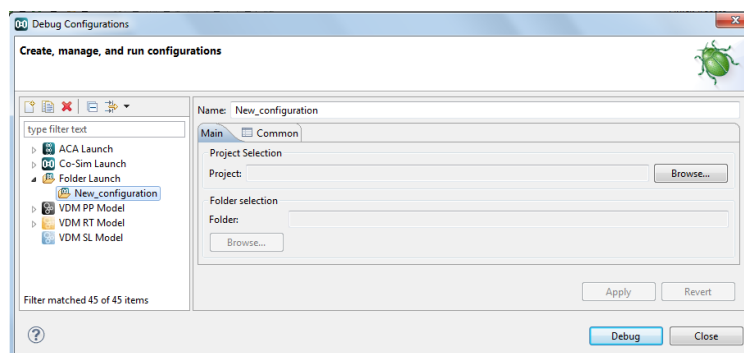 Debug Configurations
Create, manage, and run configurations
type filter text
ACA Launch
Co-Sim Launch
Folder Launch
New_configuration
VDM PP Model
VDM RT Model
VDM SL Model
Filter matched 45 of 45 items
Name: New_configuration
Main Common
Project Selection
Project: Browse...
Folder selection
Folder:
Browse...
Apply Revert
Debug Close